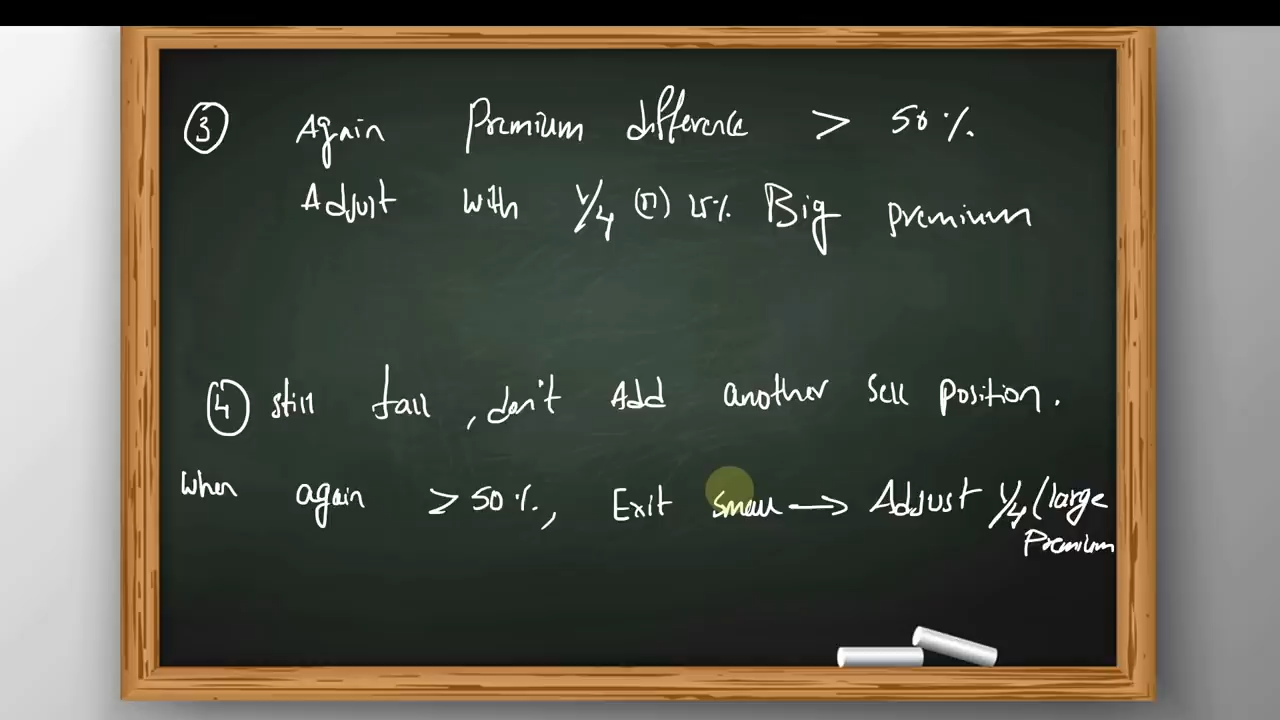 3 Again Premium difference > 50%.
Adjust with 1/4 (or) 25% Big premium
4 still fall, don't Add another sell position.
When again > 50%, Exit small → Adjust 1/4 (large
Premium